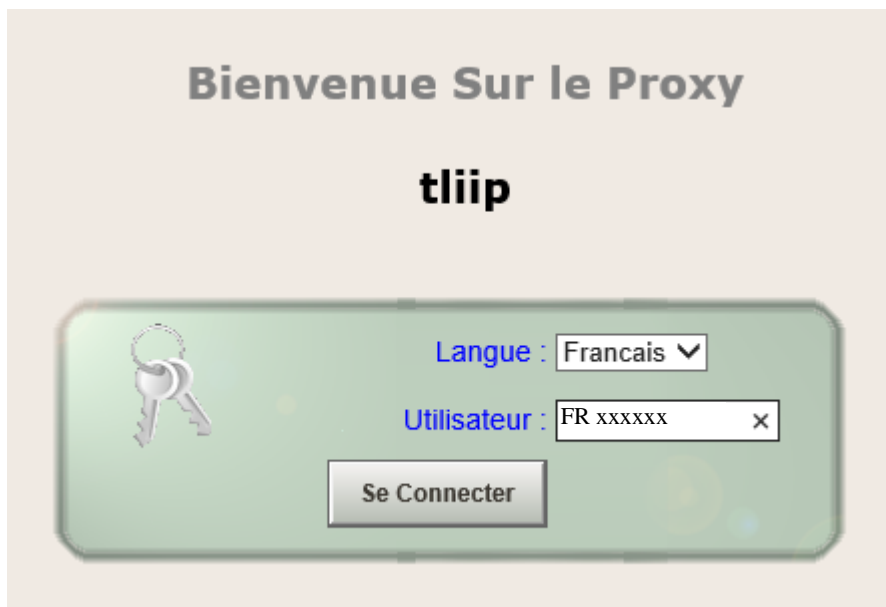 Bienvenue Sur le Proxy
tliip
Langue : Francais
Utilisateur : FR xxxxxx ×
Se Connecter